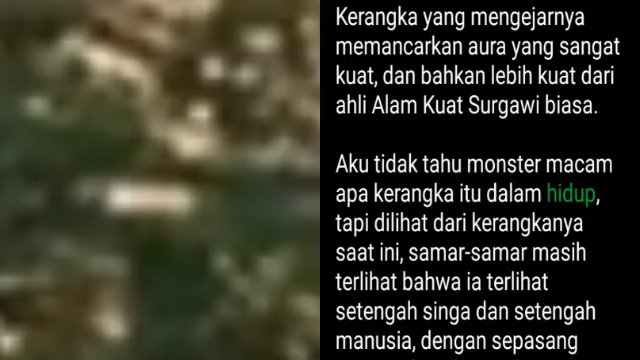 Kerangka yang mengejarnya
memancarkan aura yang sangat
kuat, dan bahkan lebih kuat dari
ahli Alam Kuat Surgawi biasa.
Aku tidak tahu monster macam
apa kerangka itu dalam hidup,
tapi dilihat dari kerangkanya
saat ini, samar-samar masih
terlihat bahwa ia terlihat
setengah singa dan setengah
manusia, dengan sepasang